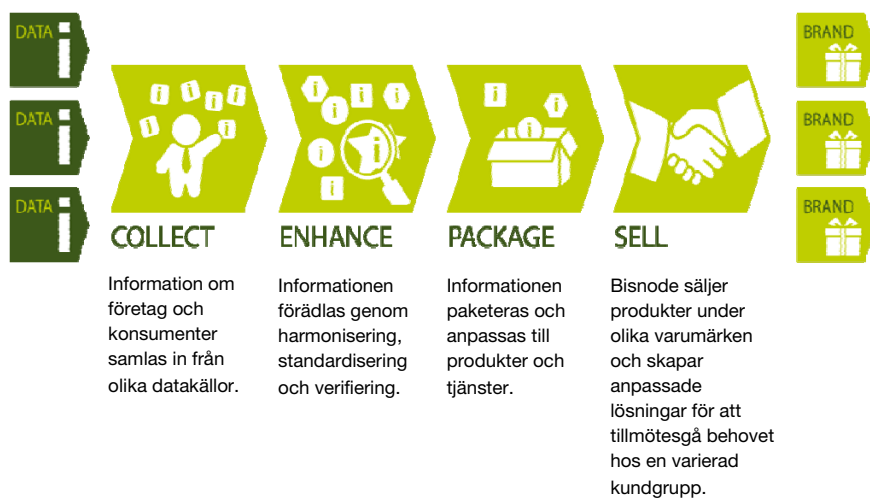 DATA
DATA
DATA
COLLECT
Information om
företag och
konsumenter
samlas in från
olika datakällor.
ENHANCE
Informationen
förädlas genom
harmonisering,
standardisering
och verifiering.
PACKAGE
Informationen
paketeras och
anpassas till
produkter och
tjänster.
SELL
Bisnode säljer
produkter under
olika varumärken
och skapar
anpassade
lösningar för att
tillmötesgå behovet
hos en varierad
kundgrupp.
BRAND
BRAND
BRAND